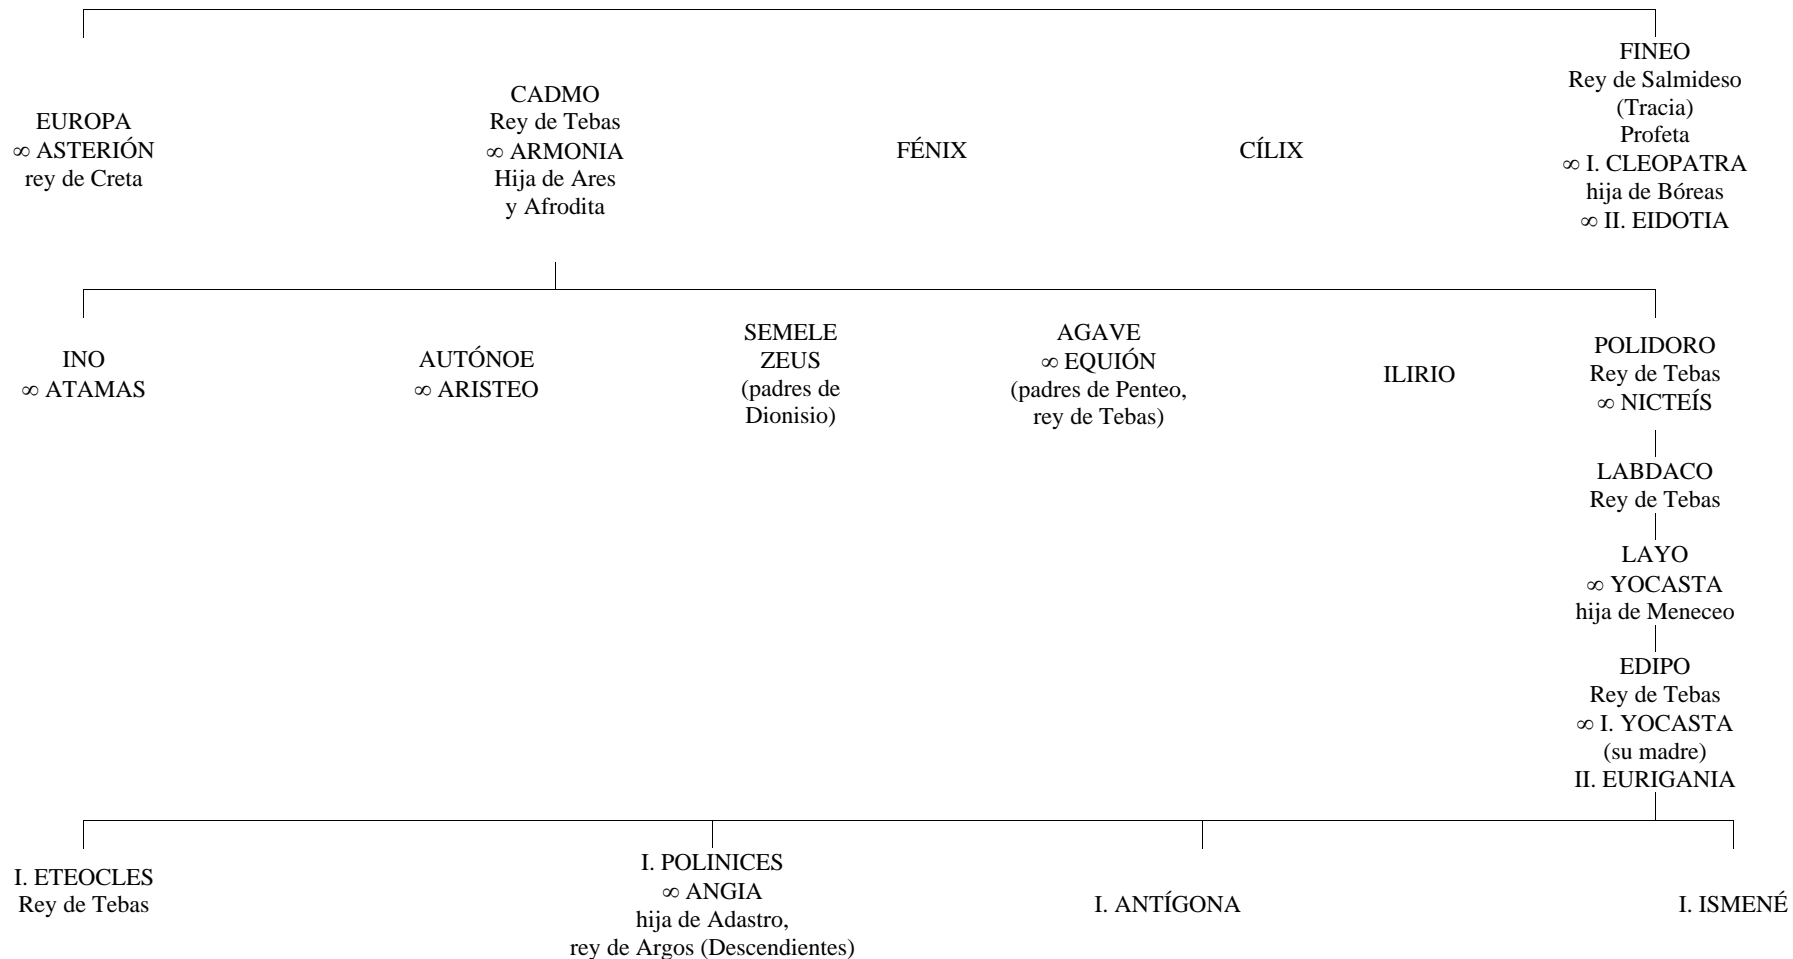 EUROPA
∞ ASTERIÓN
rey de Creta
CADMO
Rey de Tebas
∞ ARMONIA
Hija de Ares
y Afrodita
FÉNIX
CÍLIX
FINEO
Rey de Salmideso
(Tracia)
Profeta
∞ I. CLEOPATRA
hija de Bóreas
∞ II. EIDOTIA
INO
∞ ATAMAS
AUTÓNOE
∞ ARISTEO
SEMELE
ZEUS
(padres de
Dionisio)
AGAVE
∞ EQUIÓN
(padres de Penteo,
rey de Tebas)
ILIRIO
POLIDORO
Rey de Tebas
∞ NICTEÍS
LABDACO
Rey de Tebas
LAYO
∞ YOCASTA
hija de Meneceo
EDIPO
Rey de Tebas
∞ I. YOCASTA
(su madre)
II. EURIGANIA
I. ETEOCLES
Rey de Tebas
I. POLINICES
∞ ANGIA
hija de Adastro,
rey de Argos (Descendientes)
I. ANTÍGONA
I. ISMENÉ